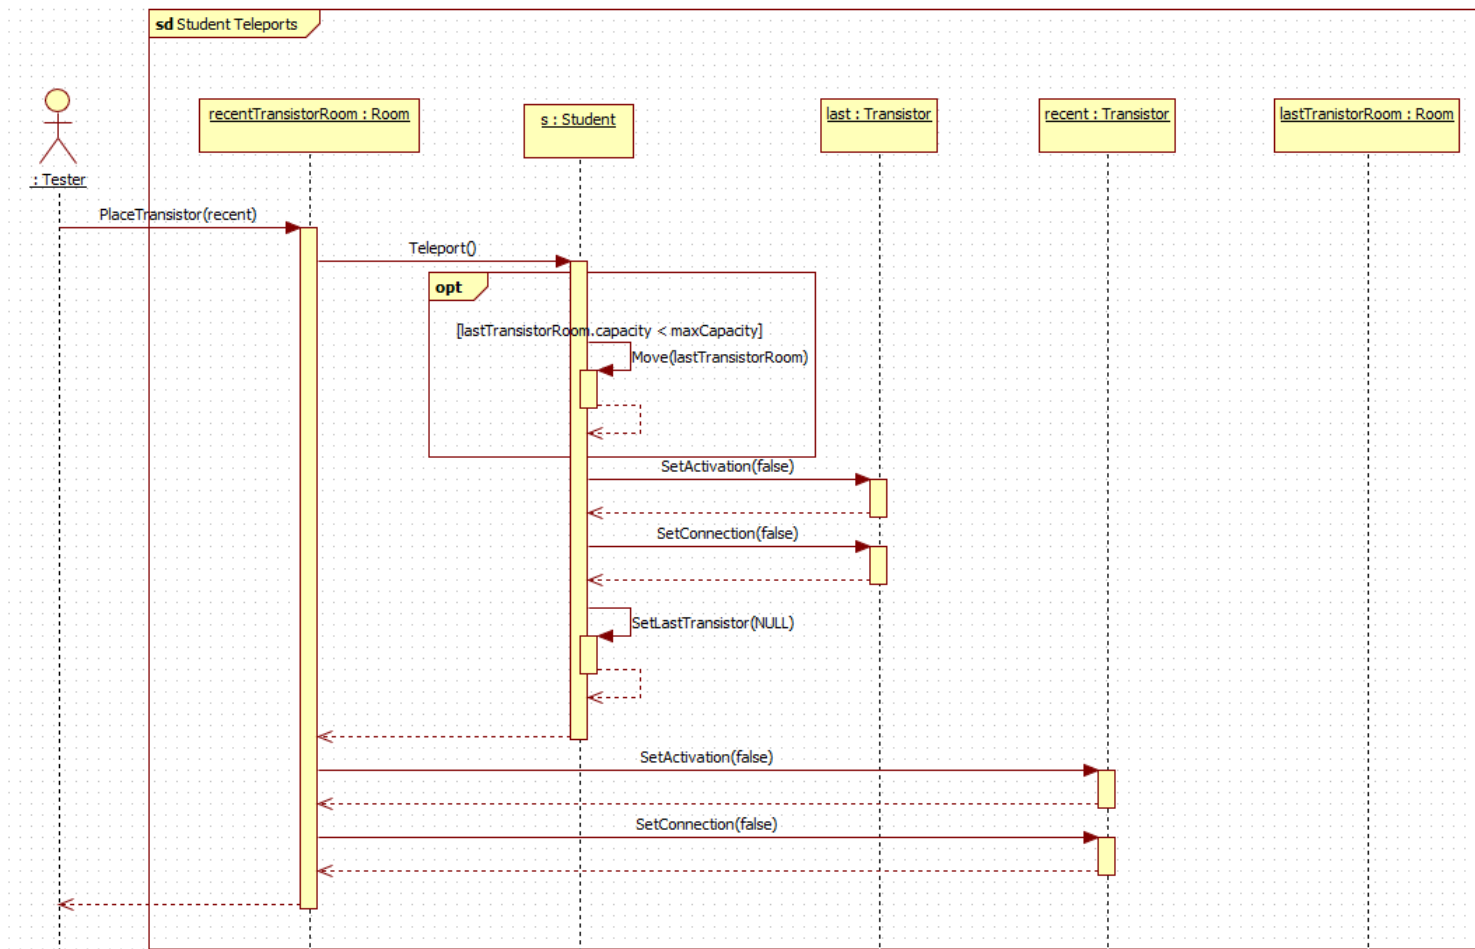 sd Student Teleports
: Tester
recentTransistorRoom : Room
s : Student
last : Transistor
recent : Transistor
lastTranistorRoom : Room
PlaceTransistor(recent)
Teleport()
opt
[lastTransistorRoom.capacity < maxCapacity]
Move(lastTransistorRoom)
SetActivation(false)
SetConnection(false)
SetLastTransistor(NULL)
SetActivation(false)
SetConnection(false)